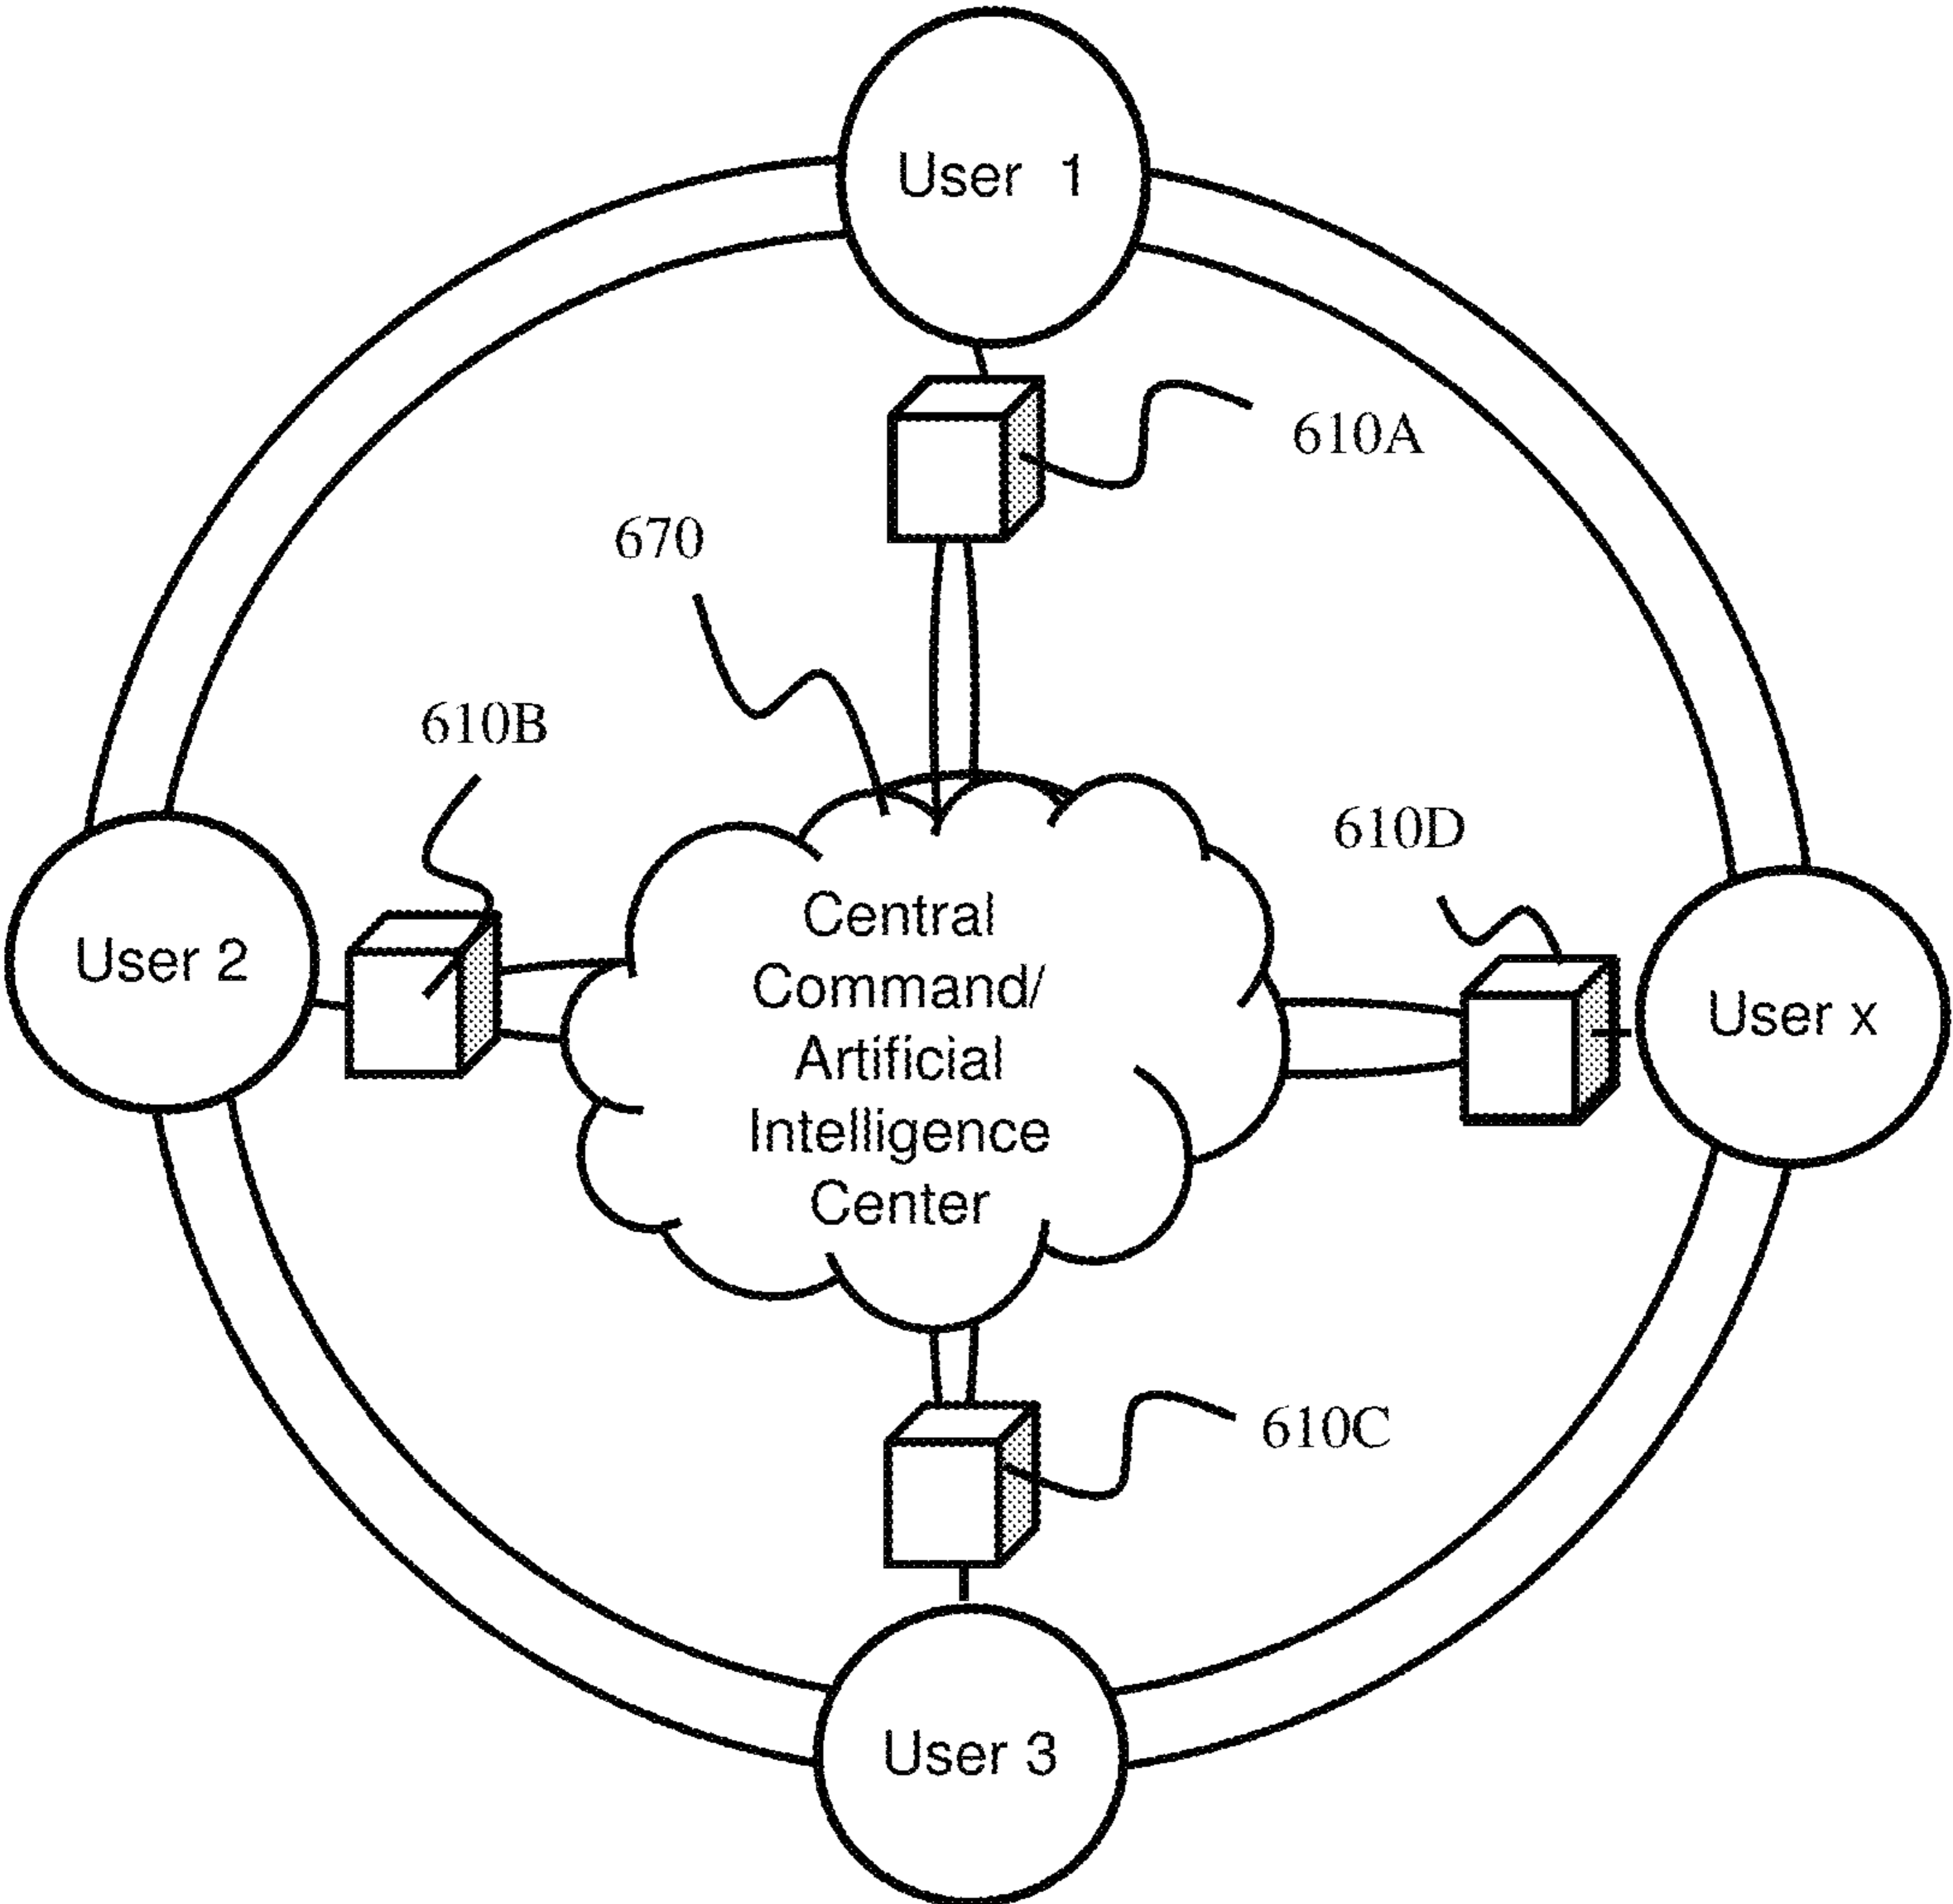 User 1
610A
670
610B
610D
Central
Command/
Artificial
Intelligence
Center
User 2
User x
610C
User 3